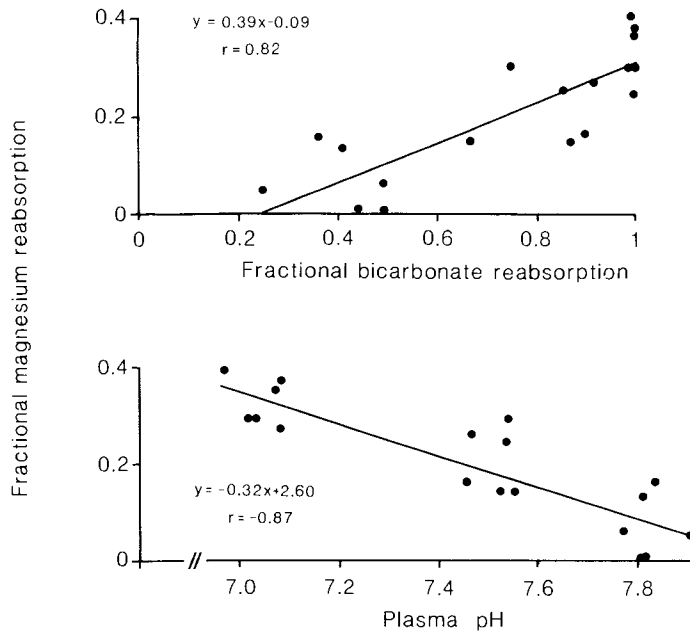 Fractional magnesium reabsorption
y = 0.39x-0.09
r = 0.82
0.4
0.2
0
0 0.2 0.4 0.6 0.8 1
Fractional bicarbonate reabsorption
0.4
0.2
0
y = -0.32x+2.60
r = -0.87
7.0 7.2 7.4 7.6 7.8
Plasma pH